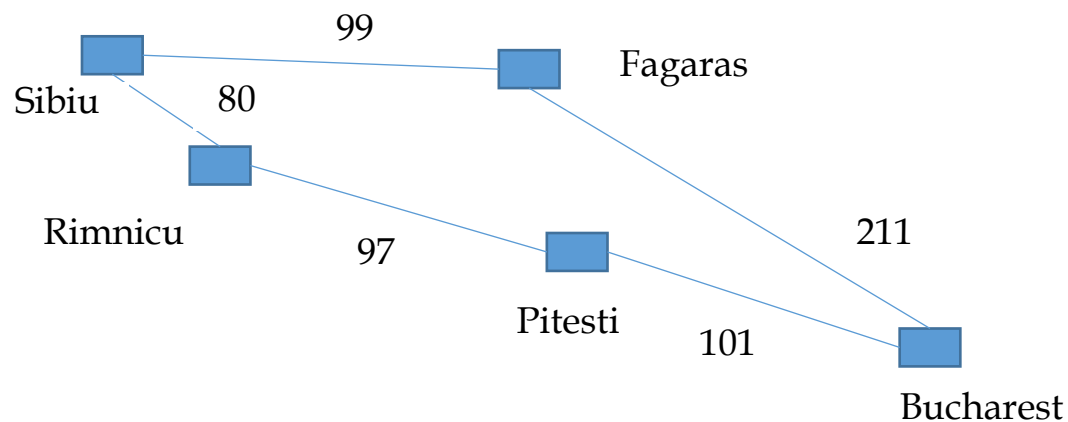 99
Fagaras
Sibiu
80
Rimnicu
97
211
Pitesti
101
Bucharest